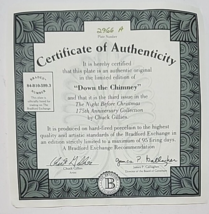 2966 A
Plate Number
Certificate of Authenticity
It is hereby certified
that this plate is an authentic original
in the limited edition of
"Down the Chimney"
and that it is the third issue in the
The Night Before Christmas
175th Anniversary Collection
by Chuck Gillies
It is produced on hard-fired porcelain to the highest
quality and artistic standards of the Bradford Exchange in
an edition strictly limited to a maximum of 95 firing days.
A Bradford Exchange Recommendation
B